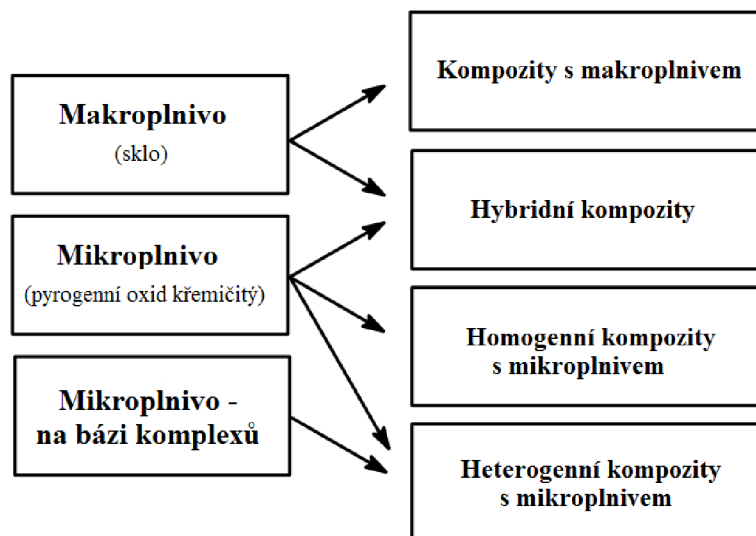 Makroplnivo
(sklo)
Mikroplnivo
(pyrogenní oxid křemičitý)
Mikroplnivo -
na bázi komplexů
Kompozity s makroplnivem
Hybridní kompozity
Homogenní kompozity
s mikroplnivem
Heterogenní kompozity
s mikroplnivem